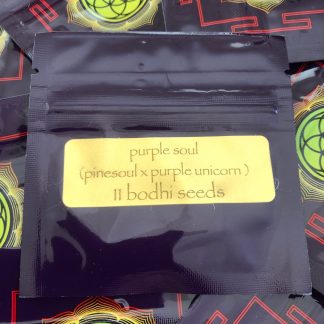 purple soul
(pinesoul x purple unicorn )
11 bodhi seeds